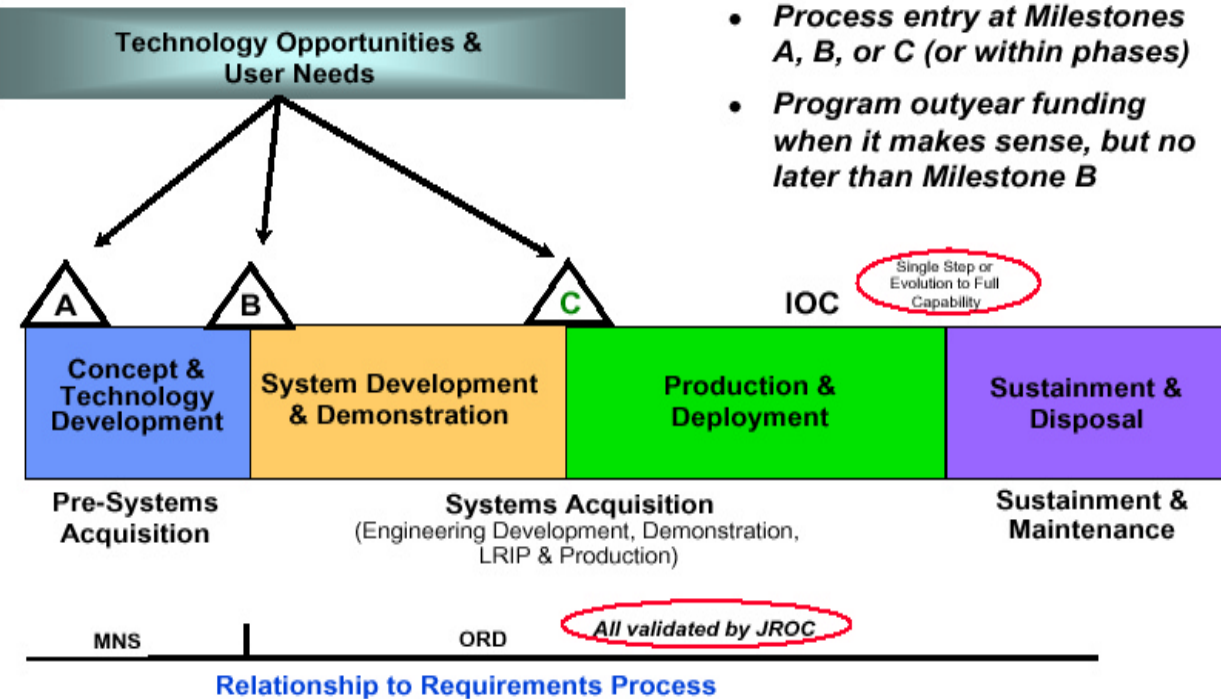 Technology Opportunities &
User Needs
• Process entry at Milestones
A, B, or C (or within phases)
• Program outyear funding
when it makes sense, but no
later than Milestone B
A
B
C
IOC
Single Step or
Evolution to Full
Capability
Concept &
Technology
Development
System Development
& Demonstration
Production &
Deployment
Sustainment &
Disposal
Pre-Systems
Acquisition
Systems Acquisition
(Engineering Development, Demonstration,
LRIP & Production)
Sustainment &
Maintenance
MNS
ORD
All validated by JROC
Relationship to Requirements Process